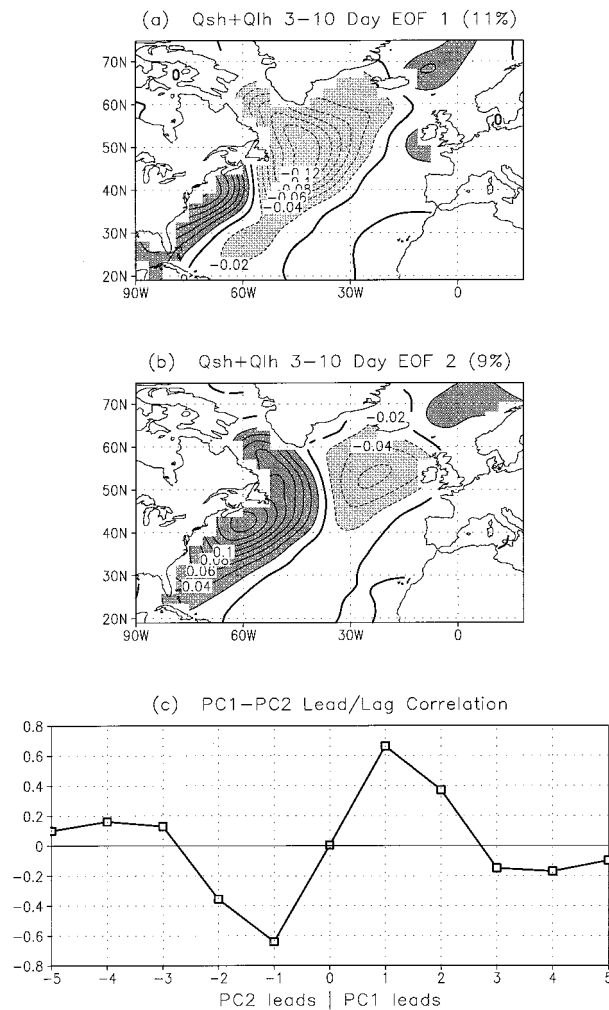 (a) Qsh+Qlh 3-10 Day EOF 1 (11%)
70N
60N
50N
40N
30N
20N
90W 60W 30W 0
0
0
-0.12
-0.08
-0.06
-0.04
-0.02
(b) Qsh+Qlh 3-10 Day EOF 2 (9%)
70N
60N
50N
40N
30N
20N
90W 60W 30W 0
-0.02
-0.04
0.1
0.08
0.06
0.04
(c) PC1-PC2 Lead/Lag Correlation
0.8
0.6
0.4
0.2
0
-0.2
-0.4
-0.6
-0.8
-5 -4 -3 -2 -1 0 1 2 3 4 5
PC2 leads | PC1 leads